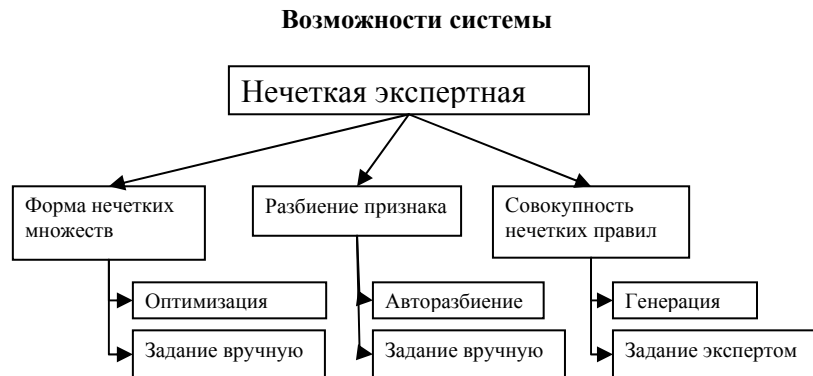 Возможности системы
Нечеткая экспертная
Форма нечетких
множеств
Разбиение признака
Совокупность
нечетких правил
Оптимизация
Авторазбиение
Генерация
Задание вручную
Задание вручную
Задание экспертом